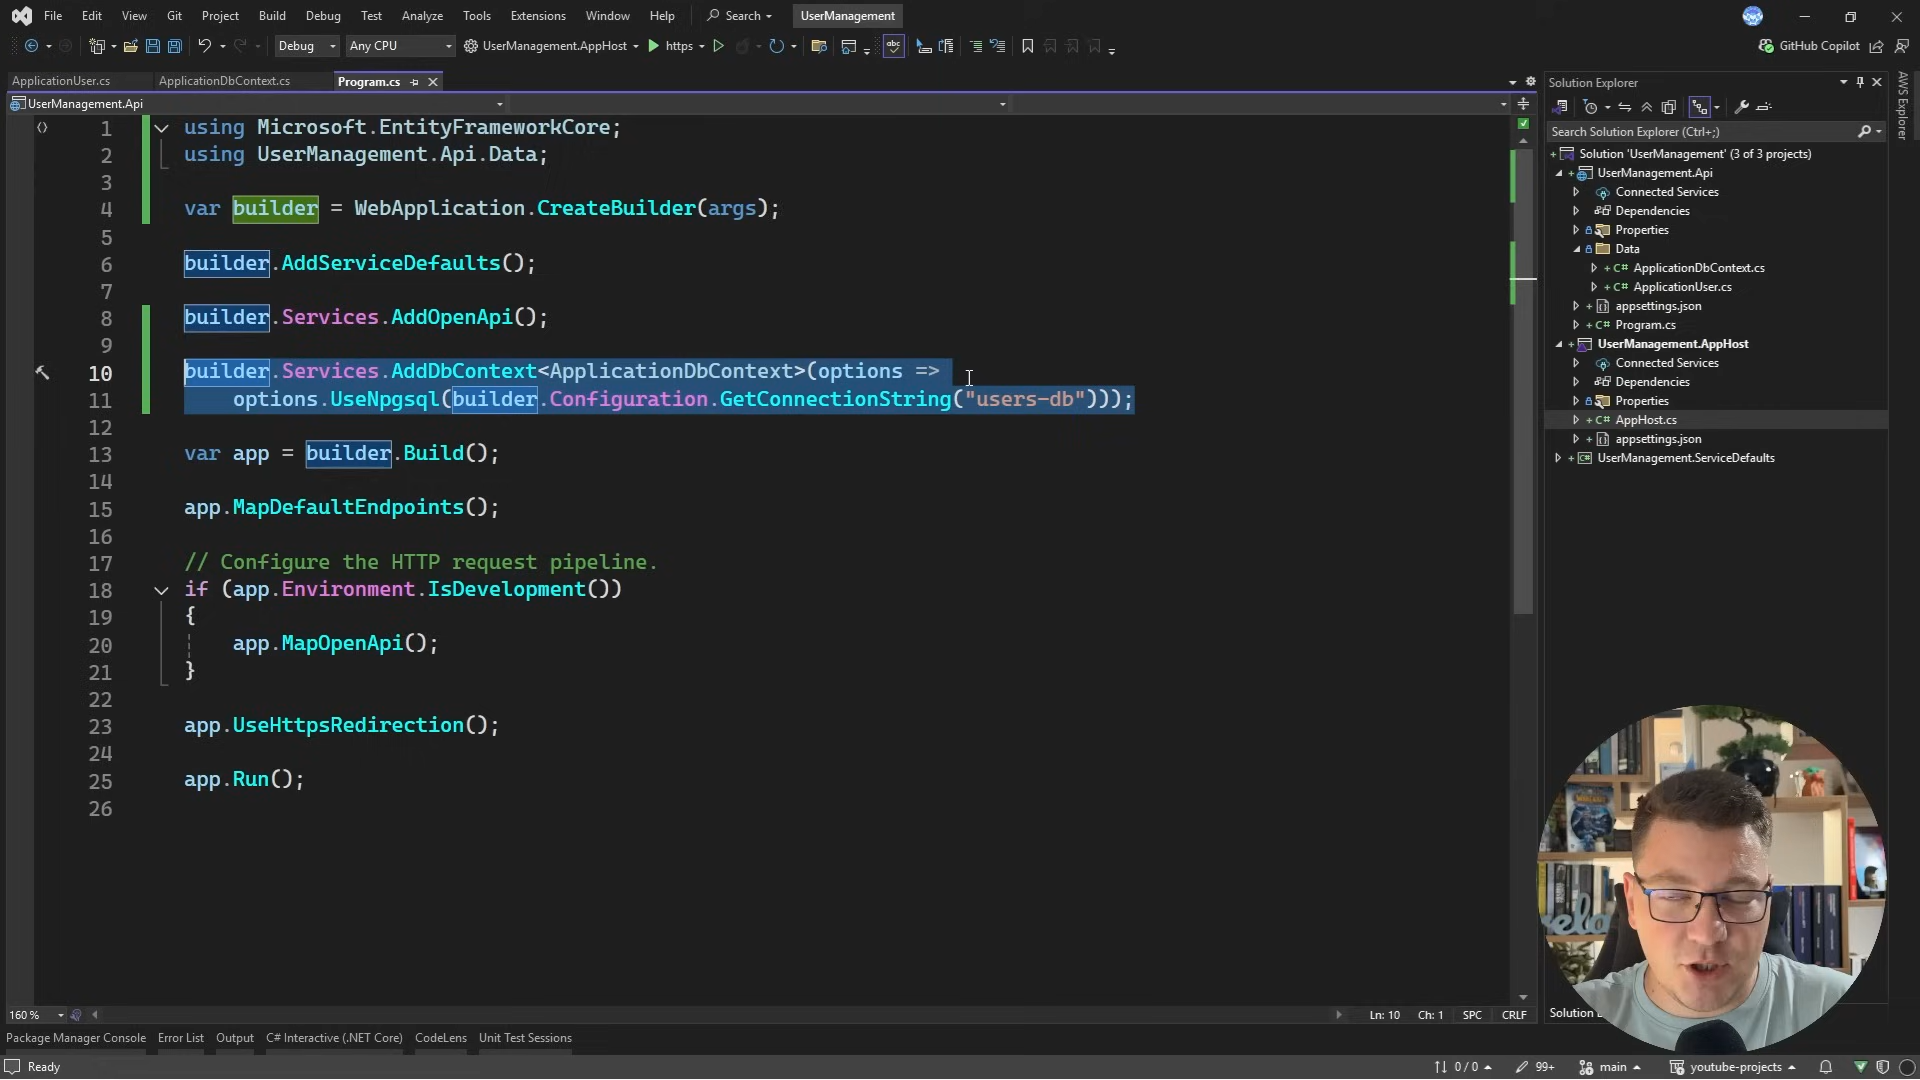 File Edit View Git Project Build Debug Test Analyze Tools Extensions Window Help Search UserManagement
Debug Any CPU UserManagement.AppHost https GitHub Copilot
ApplicationUser.cs ApplicationDbContext.cs Program.cs
UserManagement.Api
1 using Microsoft.EntityFrameworkCore;
2 using UserManagement.Api.Data;
3
4 var builder = WebApplication.CreateBuilder(args);
5
6 builder.AddServiceDefaults();
7
8 builder.Services.AddOpenApi();
9
10 builder.Services.AddDbContext<ApplicationDbContext>(options =>
11 options.UseNpgsql(builder.Configuration.GetConnectionString("users-db")));
12
13 var app = builder.Build();
14
15 app.MapDefaultEndpoints();
16
17 // Configure the HTTP request pipeline.
18 if (app.Environment.IsDevelopment())
19 {
20 app.MapOpenApi();
21 }
22
23 app.UseHttpsRedirection();
24
25 app.Run();
26
160 %
Ln: 10 Ch: 1 SPC CRLF
Solution Explorer
Search Solution Explorer (Ctrl+;)
Solution 'UserManagement' (3 of 3 projects)
UserManagement.Api
Connected Services
Dependencies
Properties
Data
ApplicationDbContext.cs
ApplicationUser.cs
appsettings.json
Program.cs
UserManagement.AppHost
Connected Services
Dependencies
Properties
AppHost.cs
appsettings.json
UserManagement.ServiceDefaults
AWS Explorer
Package Manager Console Error List Output C# Interactive (.NET Core) CodeLens Unit Test Sessions
Ready
0 / 0 99+ main youtube-projects